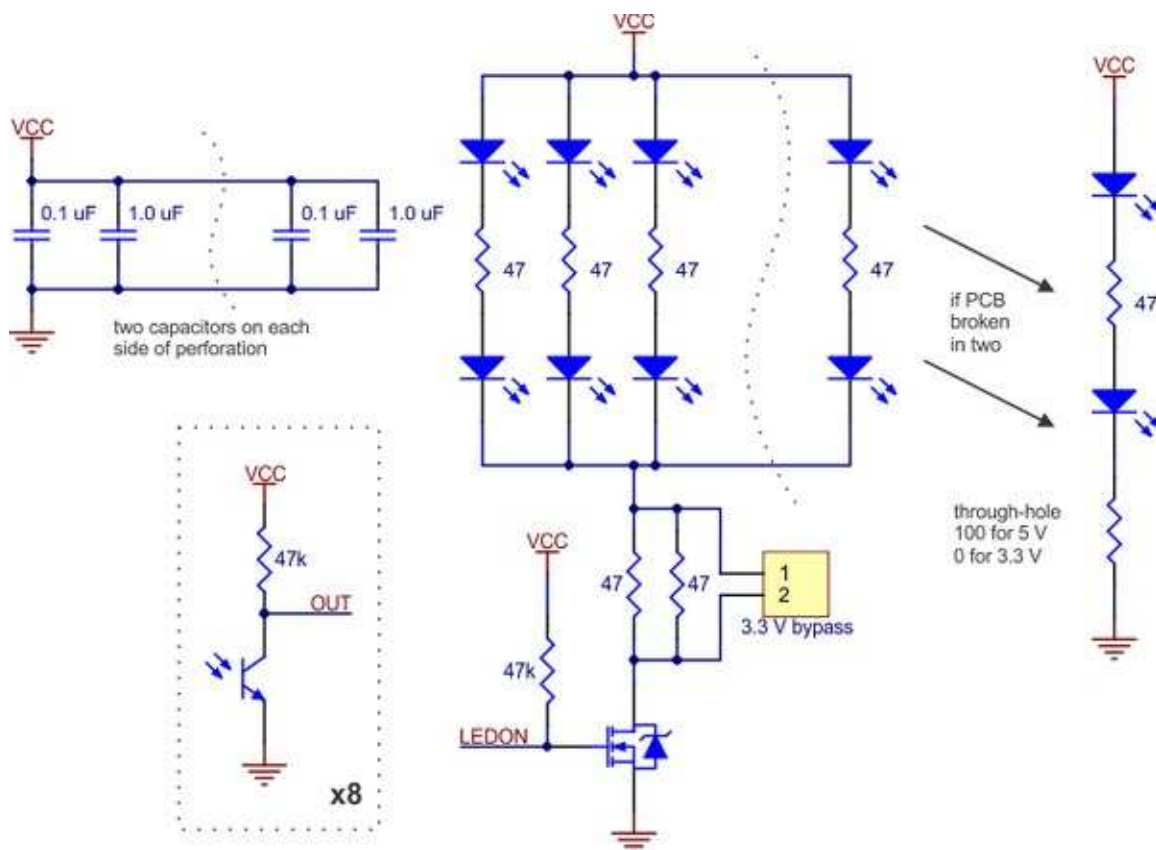 VCC
0.1 uF
1.0 uF
0.1 uF
1.0 uF
two capacitors on each
side of perforation
VCC
47
47
47
47
VCC
47
if PCB
broken
in two
through-hole
100 for 5 V
0 for 3.3 V
VCC
47k
OUT
x8
VCC
47k
LEDON
47
47
1
2
3.3 V bypass